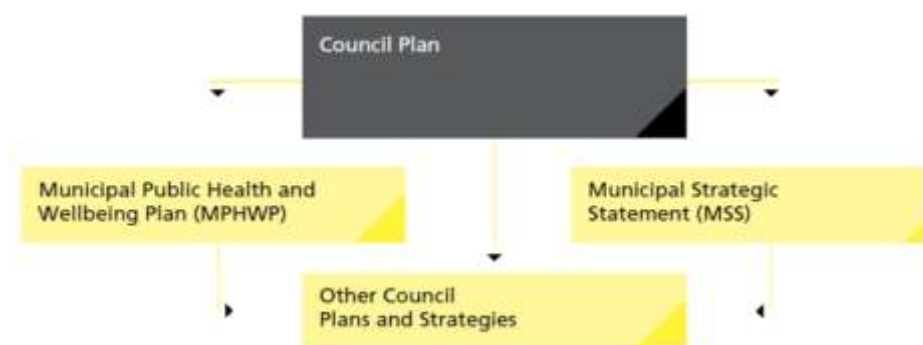 Council Plan
Municipal Public Health and
Wellbeing Plan (MPHWP)
Municipal Strategic
Statement (MSS)
Other Council
Plans and Strategies